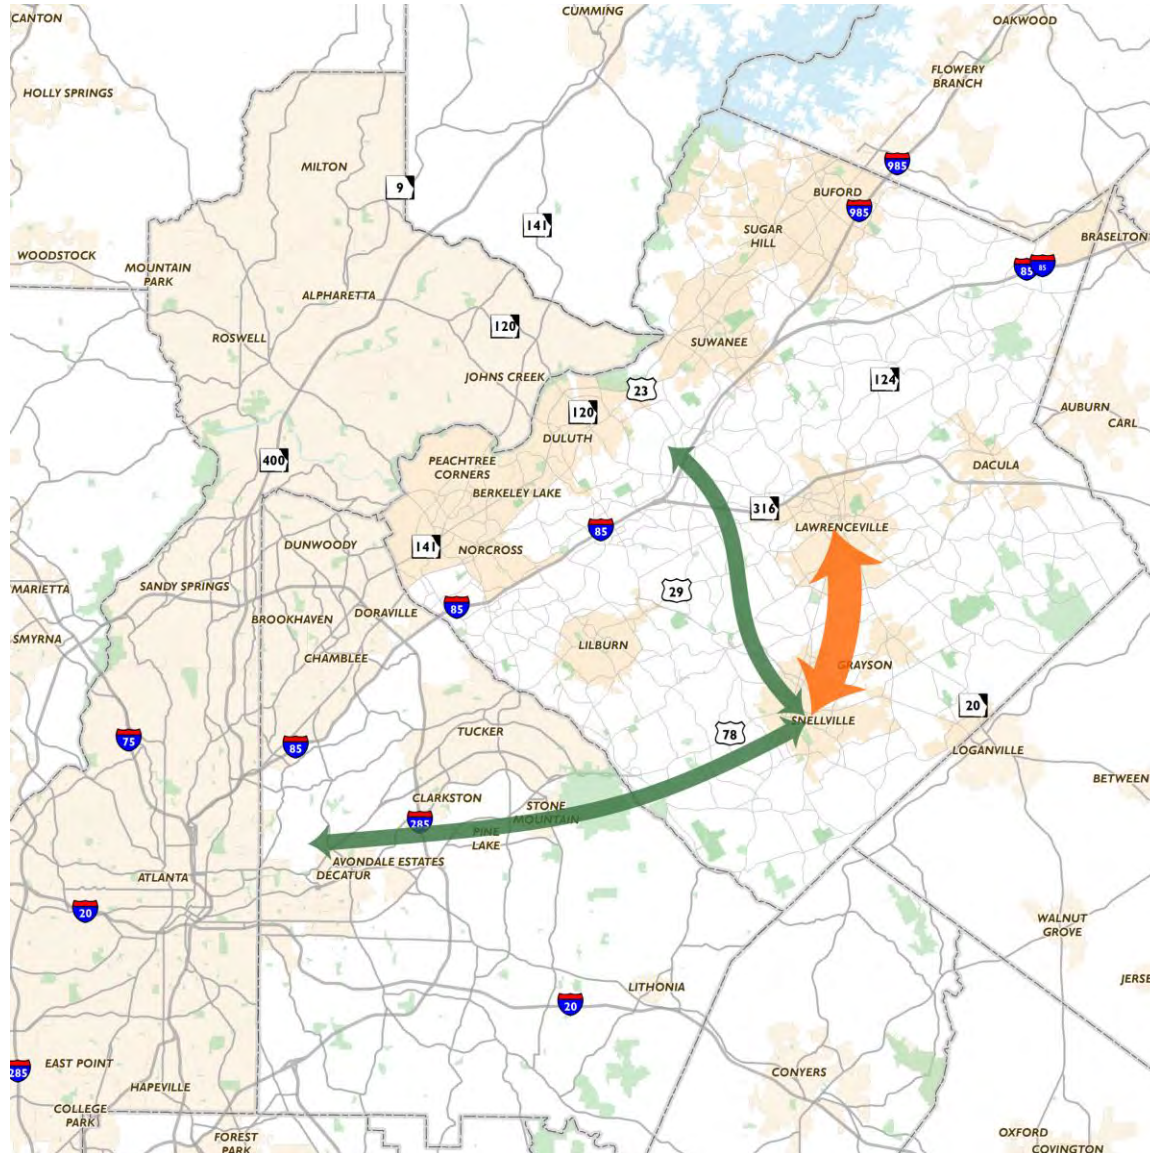 CANTON
CUMMING
OAKWOOD
HOLLY SPRINGS
FLOWERY
BRANCH
985
MILTON
9
BUFORD
985
141
SUGAR
HILL
WOODSTOCK
MOUNTAIN
PARK
BRASELTON
85
85
ALPHARETTA
120
ROSWELL
SUWANEE
JOHNS CREEK
23
124
120
AUBURN
CARL
DULUTH
400
PEACHTREE
CORNERS
BERKELEY LAKE
DACULA
316
LAWRENCEVILLE
85
141
DUNWOODY
NORCROSS
MARIETTA
SANDY SPRINGS
29
85
DORAVILLE
BROOKHAVEN
SMYRNA
LILBURN
CHAMBLEE
GRAYSON
20
SNELLVILLE
75
85
TUCKER
78
LOGANVILLE
BETWEEN
CLARKSTON
STONE
MOUNTAIN
285
PINE
LAKE
AVONDALE ESTATES
DECATUR
ATLANTA
20
WALNUT
GROVE
LITHONIA
JERSE
20
EAST POINT
285
HAPEVILLE
CONYERS
COLLEGE
PARK
FOREST
PARK
OXFORD
COVINGTON